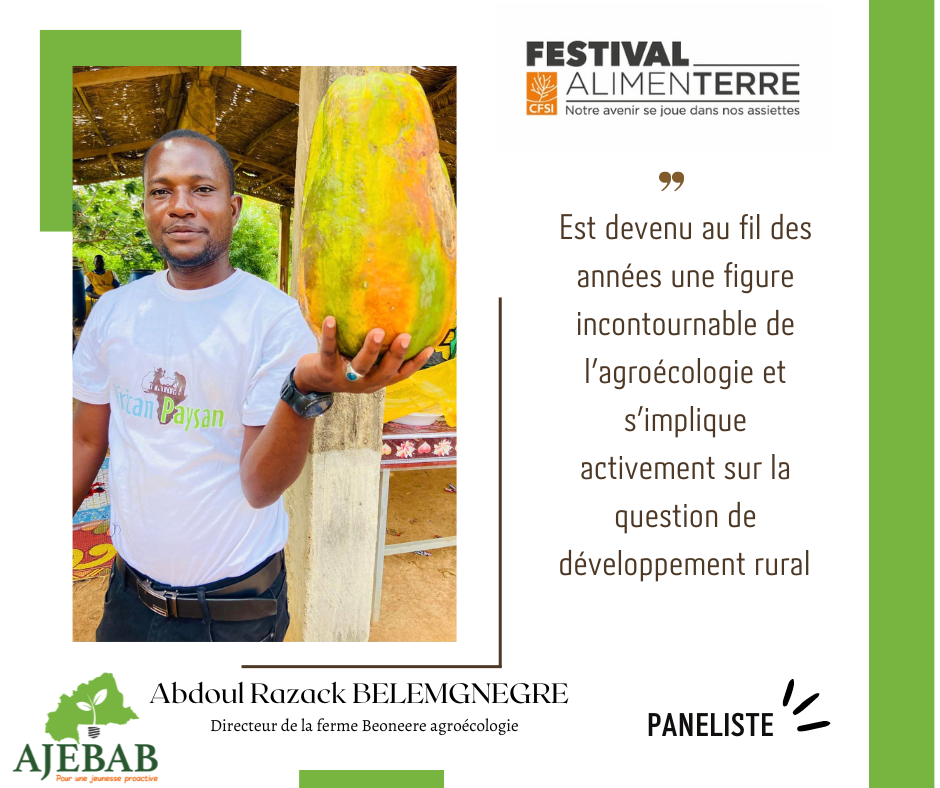 FESTIVAL
ALIMENTERRE
CFSI
Notre avenir se joue dans nos assiettes
”
Est devenu au fil des
années une figure
incontournable de
l’agroécologie et
s’implique
activement sur la
question de
développement rural
Paysan
Abdoul Razack BELEMGNEGRE
Directeur de la ferme Beoneere agroécologie
PANELISTE
AJEBAB
Pour une jeunesse proactive